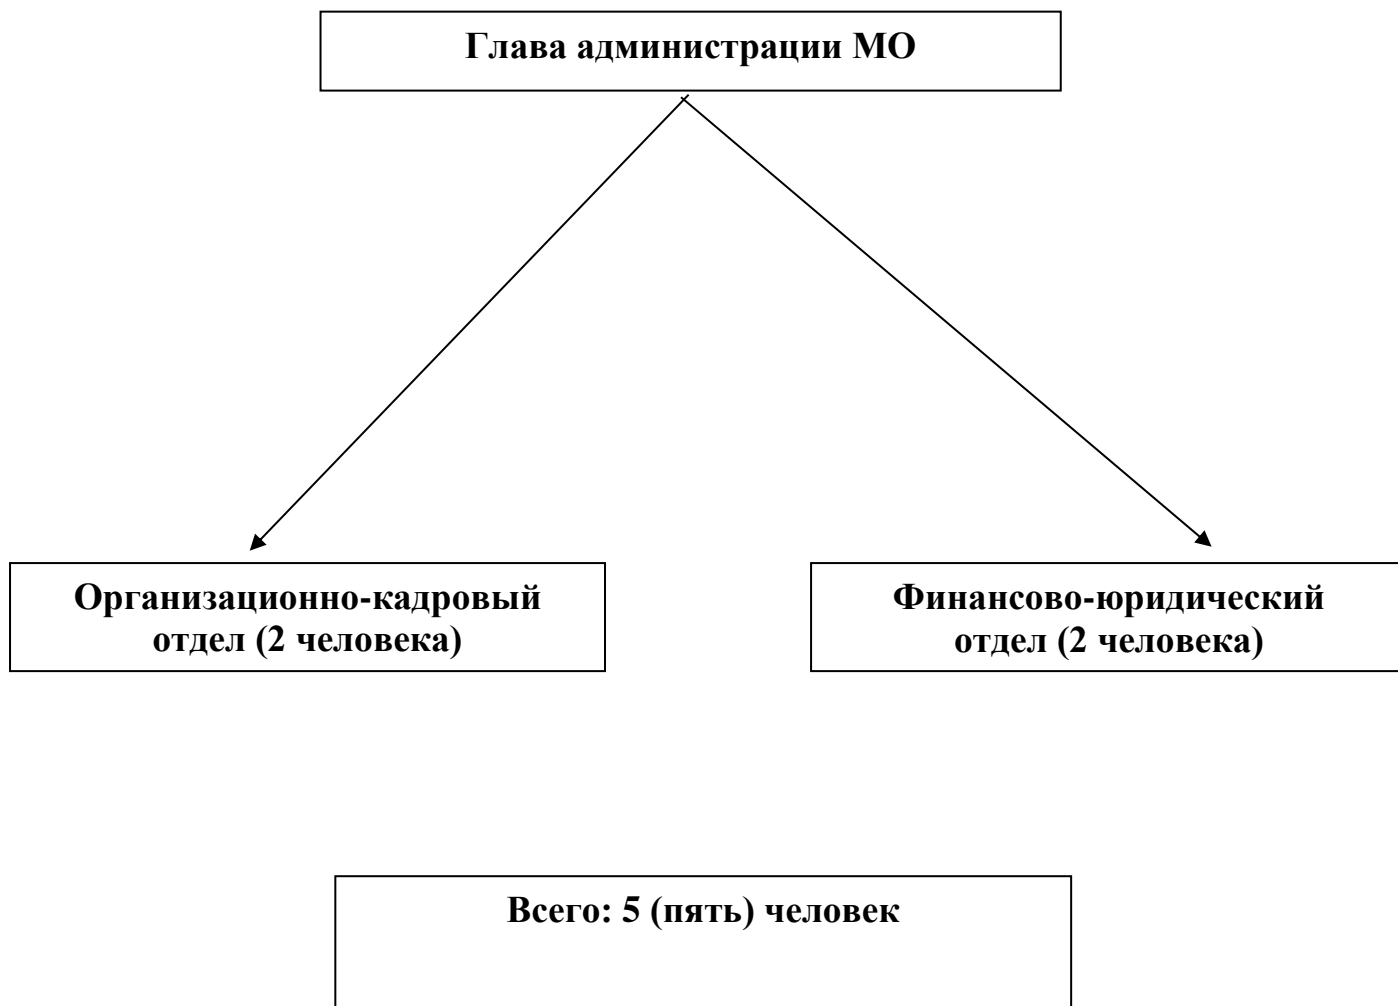 Глава администрации МО
Организационно-кадровый
отдел (2 человека)
Финансово-юридический
отдел (2 человека)
Всего: 5 (пять) человек